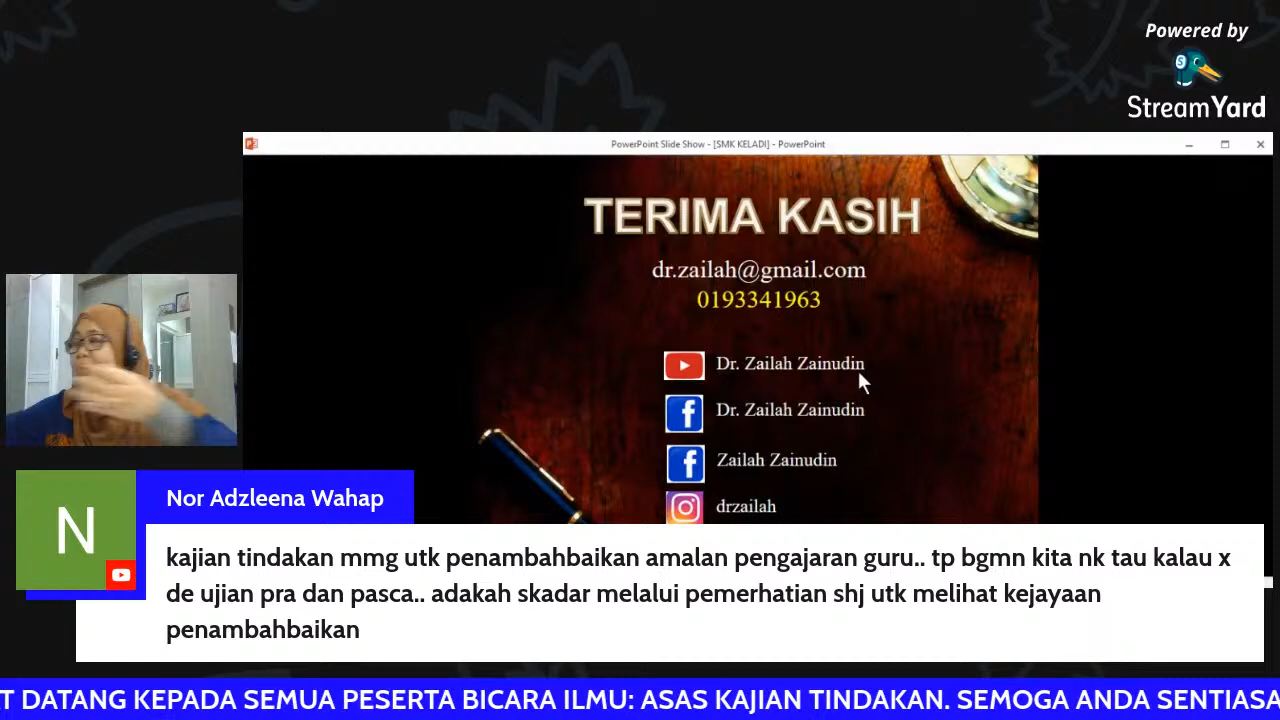 Powered by
StreamYard
PowerPoint Slide Show - [SMK KELADI] - PowerPoint
TERIMA KASIH
dr.zailah@gmail.com
0193341963
Dr. Zailah Zainudin
Dr. Zailah Zainudin
Zailah Zainudin
drzailah
N
Nor Adzleena Wahap
kajian tindakan mmg utk penambahbaikan amalan pengajaran guru.. tp bgmn kita nk tau kalau x
de ujian pra dan pasca.. adakah skadar melalui pemerhatian shj utk melihat kejayaan
penambahbaikan
T DATANG KEPADA SEMUA PESERTA BICARA ILMU: ASAS KAJIAN TINDAKAN. SEMOGA ANDA SENTIASA